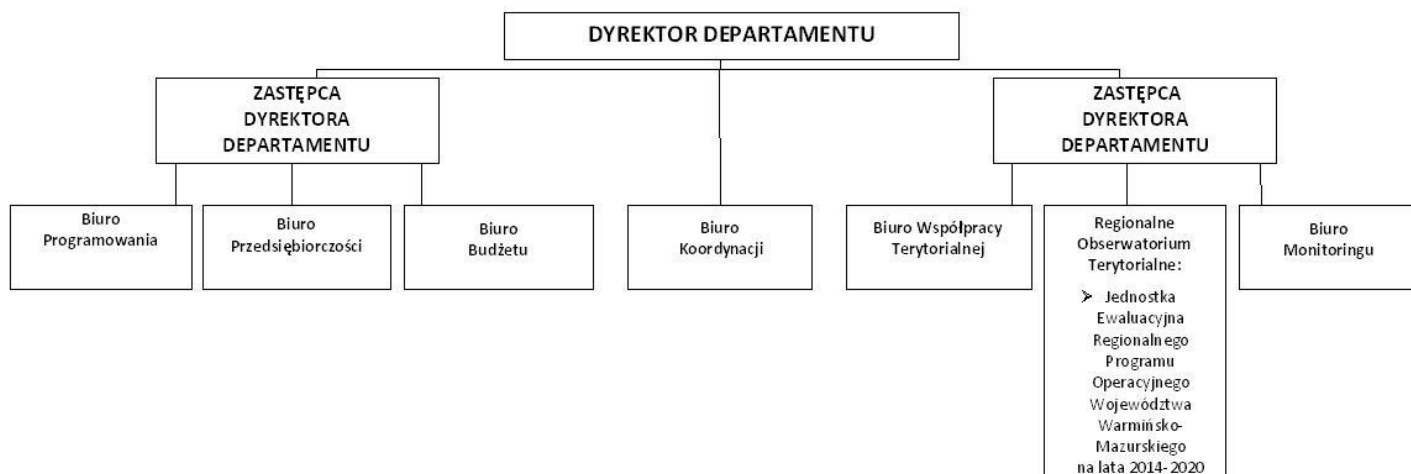 DYREKTOR DEPARTAMENTU
ZASTĘPCA
DYREKTORA
DEPARTAMENTU
ZASTĘPCA
DYREKTORA
DEPARTAMENTU
Biuro
Programowania
Biuro
Przedsiębiorczości
Biuro
Budżetu
Biuro
Koordynacji
Biuro Współpracy
Terytorialnej
Regionalne
Obserwatorium
Terytorialne:
➢ Jednostka
Ewaluacyjna
Regionalnego
Programu
Operacyjnego
Województwa
Warmińsko-
Mazurskiego
na lata 2014-2020
Biuro
Monitoringu